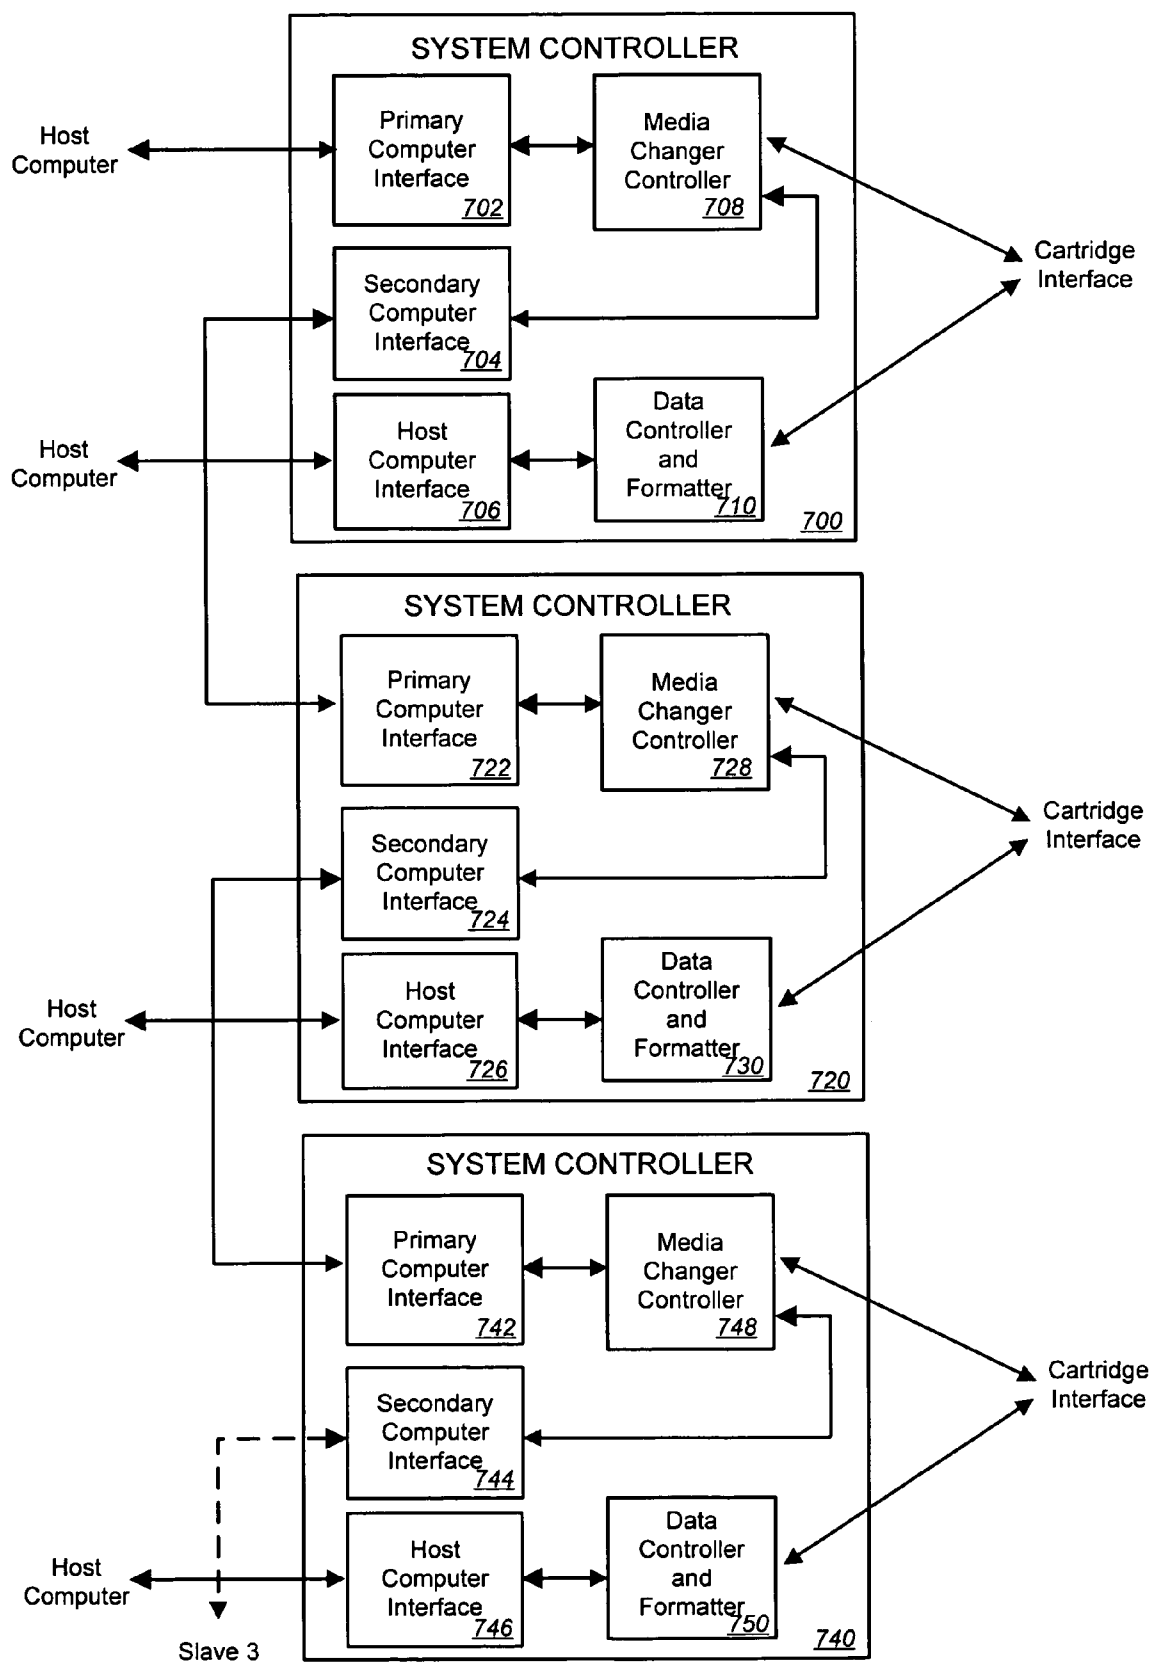 SYSTEM CONTROLLER
Host
Computer
Primary
Computer
Interface
702
Media
Changer
Controller
708
Cartridge
Interface
Secondary
Computer
Interface
704
Host
Computer
Host
Computer
Interface
706
Data
Controller
and
Formatter
710
700
SYSTEM CONTROLLER
Primary
Computer
Interface
722
Media
Changer
Controller
728
Cartridge
Interface
Secondary
Computer
Interface
724
Host
Computer
Host
Computer
Interface
726
Data
Controller
and
Formatter
730
720
SYSTEM CONTROLLER
Primary
Computer
Interface
742
Media
Changer
Controller
748
Cartridge
Interface
Secondary
Computer
Interface
744
Host
Computer
Host
Computer
Interface
746
Data
Controller
and
Formatter
750
740
Slave 3